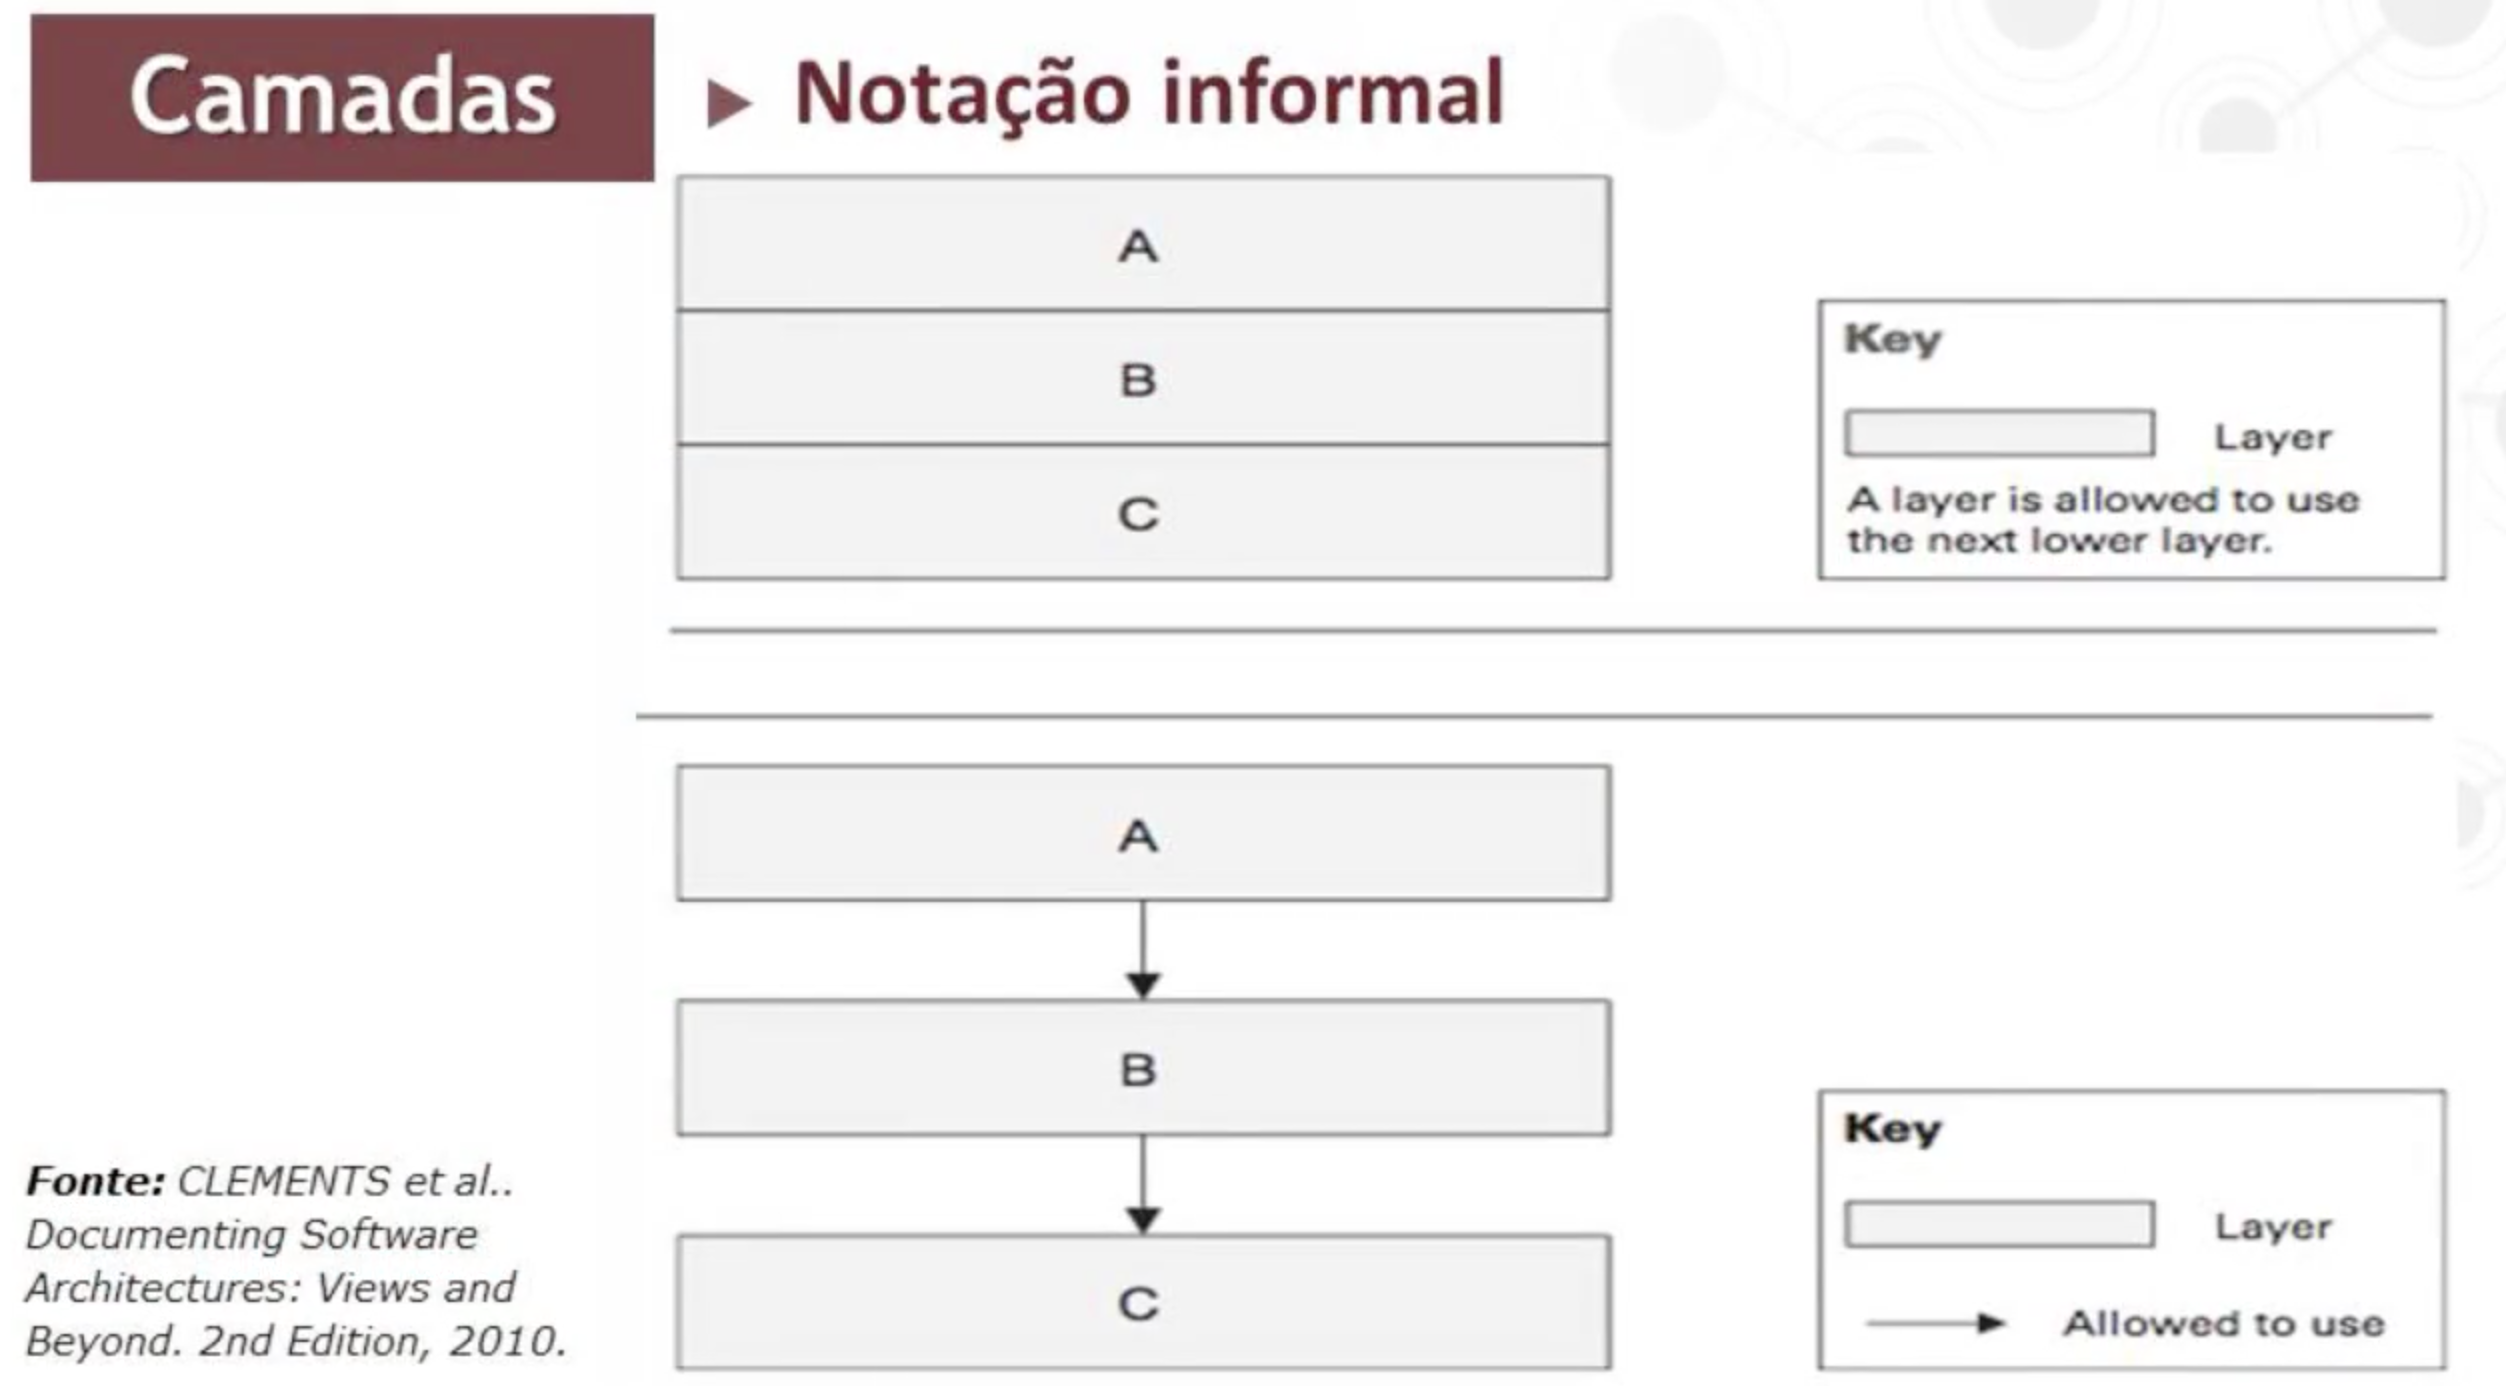 Camadas
Notação informal
A
B
C
Key
Layer
A layer is allowed to use
the next lower layer.
A
B
C
Key
Layer
Allowed to use
Fonte: CLEMENTS et al..
Documenting Software
Architectures: Views and
Beyond. 2nd Edition, 2010.